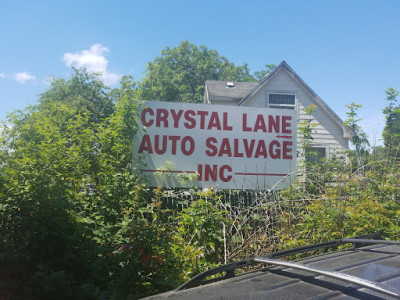 CRYSTAL LANE
AUTO SALVAGE
INC